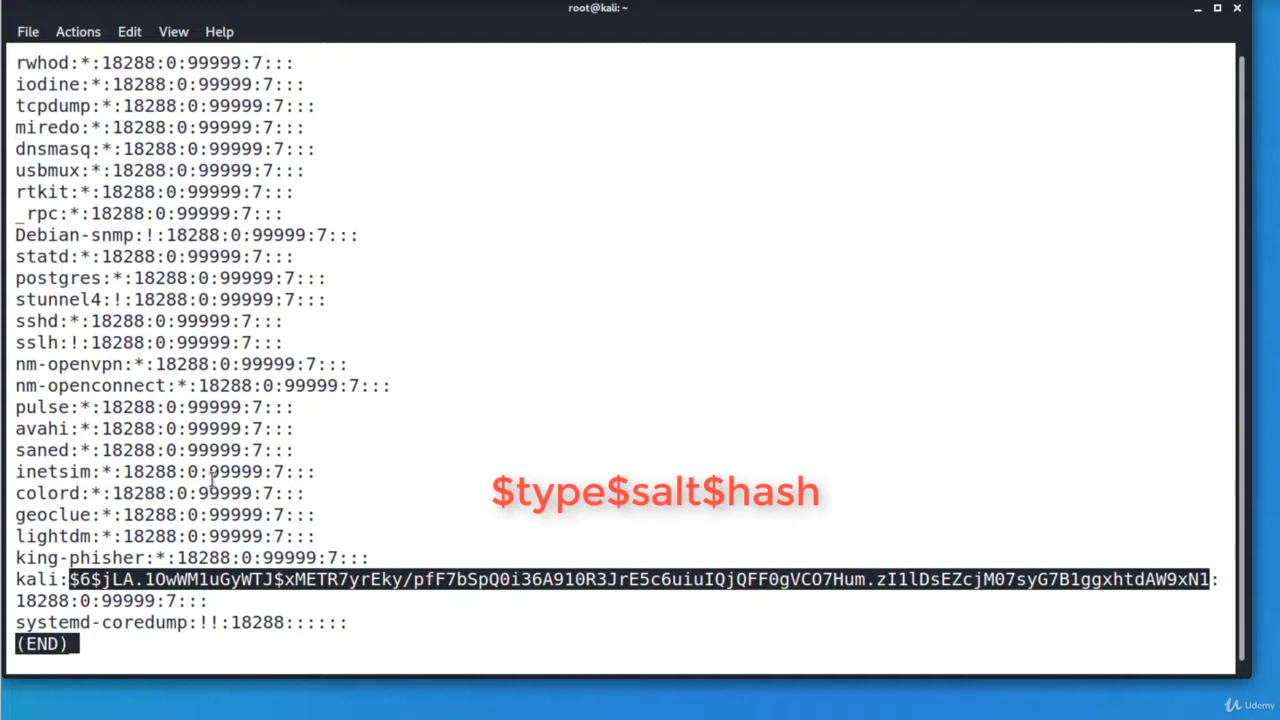 root@kali: ~
File Actions Edit View Help
rwhod:*:18288:0:99999:7:::
iodine:*:18288:0:99999:7:::
tcpdump:*:18288:0:99999:7:::
miredo:*:18288:0:99999:7:::
dnsmasq:*:18288:0:99999:7:::
usbmux:*:18288:0:99999:7:::
rtkit:*:18288:0:99999:7:::
_rpc:*:18288:0:99999:7:::
Debian-snmp:!:18288:0:99999:7:::
statd:*:18288:0:99999:7:::
postgres:*:18288:0:99999:7:::
stunnel4:!:18288:0:99999:7:::
sshd:*:18288:0:99999:7:::
sslh:!:18288:0:99999:7:::
nm-openvpn:*:18288:0:99999:7:::
nm-openconnect:*:18288:0:99999:7:::
pulse:*:18288:0:99999:7:::
avahi:*:18288:0:99999:7:::
saned:*:18288:0:99999:7:::
inetsim:*:18288:0:99999:7:::
colord:*:18288:0:99999:7:::
$type$salt$hash
geoclue:*:18288:0:99999:7:::
lightdm:*:18288:0:99999:7:::
king-phisher:*:18288:0:99999:7:::
kali:$6$jLA.1OwWM1uGyWTJ$xMETR7yrEky/pfF7bSpQ0i36A910R3JrE5c6uiuIQjQFF0gVCO7Hum.zI1lDsEZcjM07syG7B1ggxhtdAW9xN1:
18288:0:99999:7:::
systemd-coredump:!!:18288::::::
(END)
Udemy